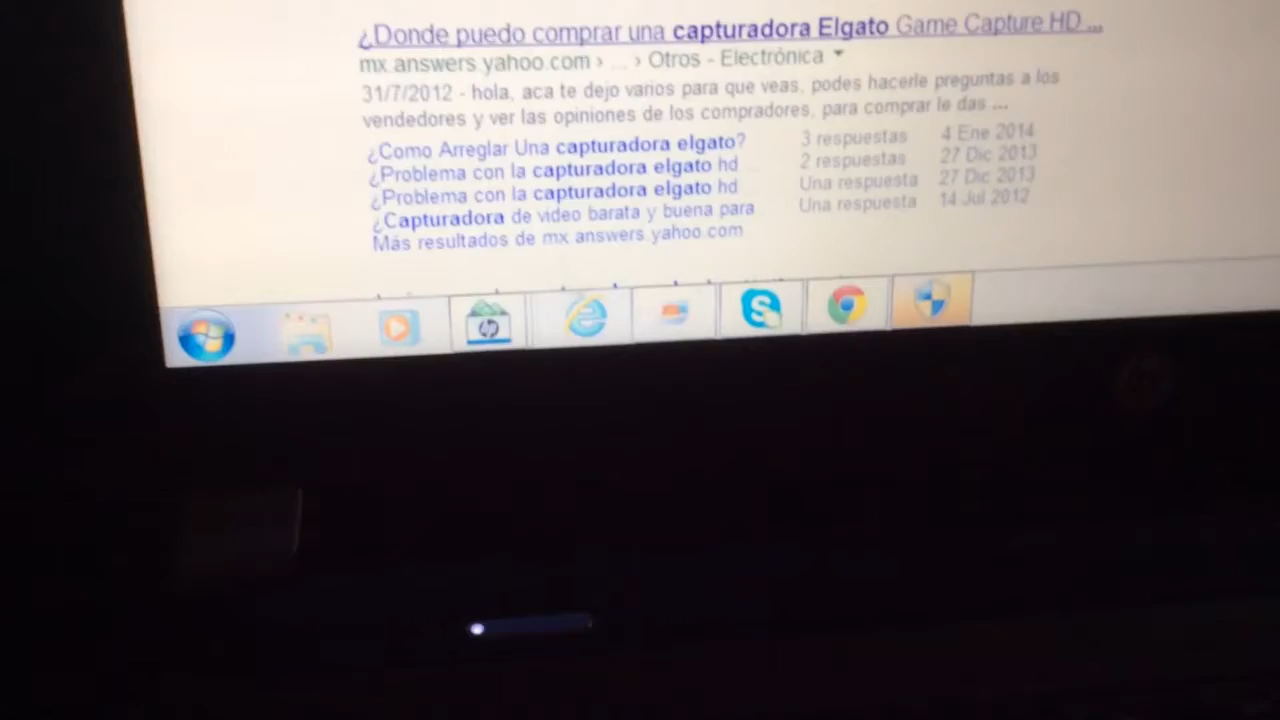 ¿Donde puedo comprar una capturadora Elgato Game Capture HD ...
mx.answers.yahoo.com › ... › Otros - Electrónica
31/7/2012 - hola, aca te dejo varios para que veas, podes hacerle preguntas a los
vendedores y ver las opiniones de los compradores, para comprar le das ...
¿Como Arreglar Una capturadora elgato? 3 respuestas 4 Ene 2014
¿Problema con la capturadora elgato hd 2 respuestas 27 Dic 2013
¿Problema con la capturadora elgato hd Una respuesta 27 Dic 2013
¿Capturadora de video barata y buena para Una respuesta 14 Jul 2012
Más resultados de mx.answers.yahoo.com
hp
S